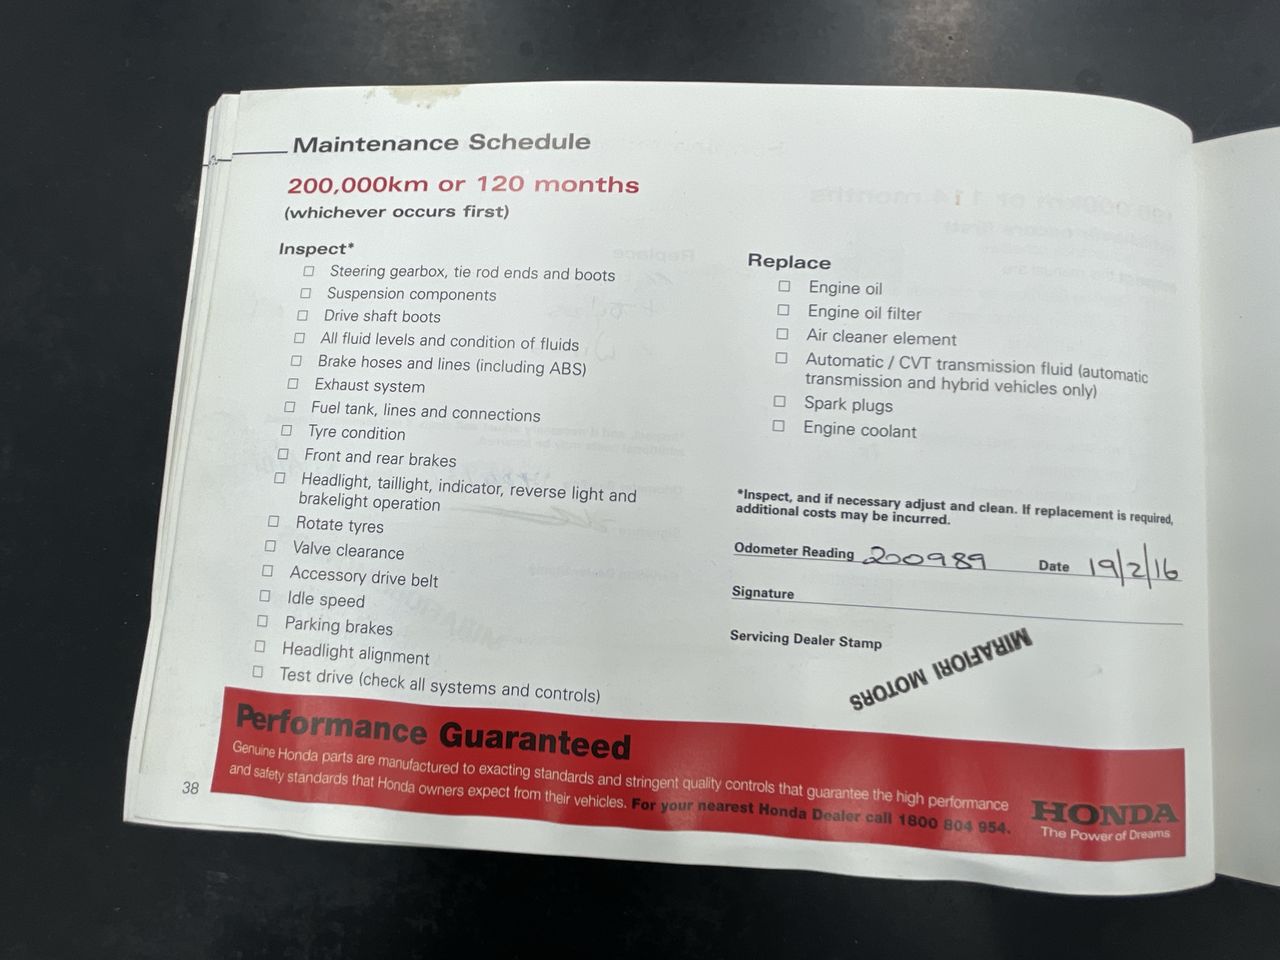 Maintenance Schedule
200,000km or 120 months
(whichever occurs first)
Inspect*
Steering gearbox, tie rod ends and boots
Suspension components
Drive shaft boots
All fluid levels and condition of fluids
Brake hoses and lines (including ABS)
Exhaust system
Fuel tank, lines and connections
Tyre condition
Front and rear brakes
Headlight, taillight, indicator, reverse light and
brakelight operation
Rotate tyres
Valve clearance
Accessory drive belt
Idle speed
Parking brakes
Headlight alignment
Test drive (check all systems and controls)
Replace
Engine oil
Engine oil filter
Air cleaner element
Automatic / CVT transmission fluid (automatic
transmission and hybrid vehicles only)
Spark plugs
Engine coolant
*Inspect, and if necessary adjust and clean. If replacement is required,
additional costs may be incurred.
Odometer Reading 200989 Date 19/2/16
Signature
Servicing Dealer Stamp
MIRAFIORI MOTORS
Performance Guaranteed
Genuine Honda parts are manufactured to exacting standards and stringent quality controls that guarantee the high performance
and safety standards that Honda owners expect from their vehicles. For your nearest Honda Dealer call 1800 804 954.
HONDA
The Power of Dreams
38